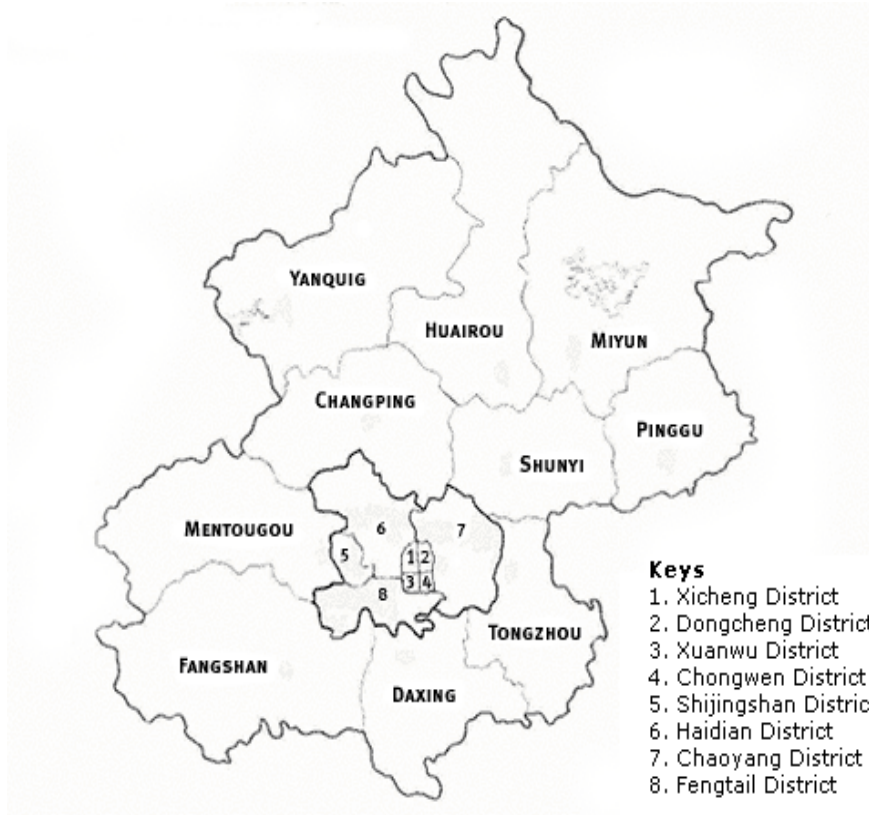 YANQUIG
HUAIROU
MIYUN
CHANGPING
PINGGU
SHUNYI
MENTOUGOU
6
7
5
1 2
3 4
8
TONGZHOU
FANGSHAN
DAXING
Keys
1. Xicheng District
2. Dongcheng District
3. Xuanwu District
4. Chongwen District
5. Shijingshan Distric
6. Haidian District
7. Chaoyang District
8. Fengtail District